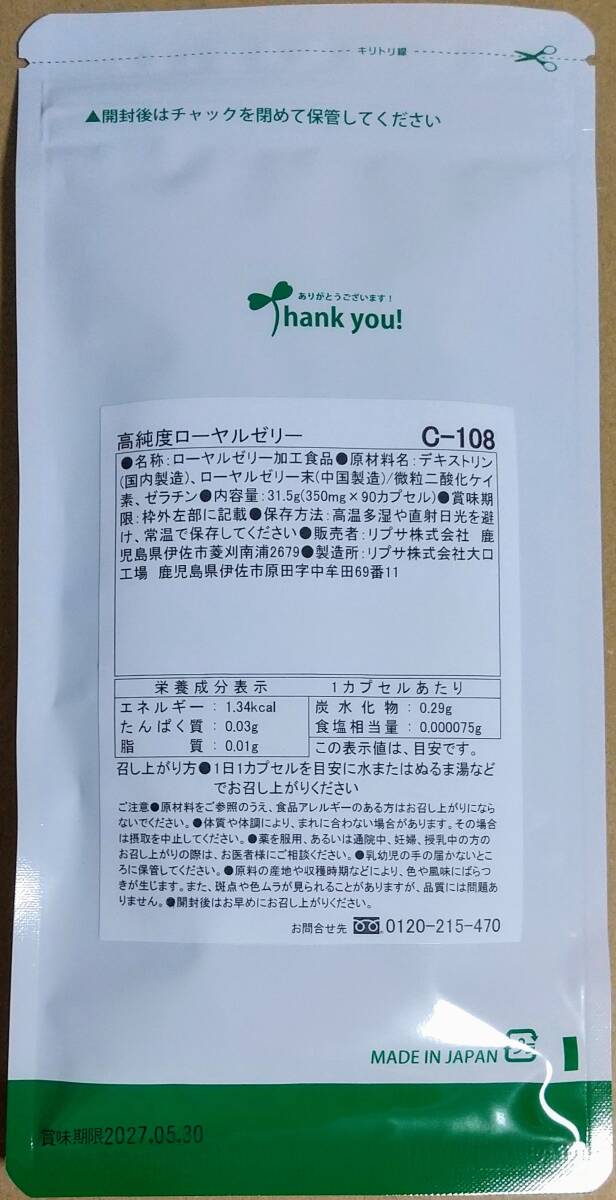 キリトリ線
▲開封後はチャックを閉めて保管してください
ありがとうございます!
Thank you!
高純度ローヤルゼリー C-108
●名称:ローヤルゼリー加工食品●原材料名:デキストリン
(国内製造)、ローヤルゼリー末(中国製造)/微粒二酸化ケイ
素、ゼラチン●内容量:31.5g(350mg×90カプセル)●賞味期
限:枠外左部に記載●保存方法:高温多湿や直射日光を避
け、常温で保存してください●販売者:リプサ株式会社 鹿
児島県伊佐市菱刈南浦2679●製造所:リプサ株式会社大口
工場 鹿児島県伊佐市原田字中牟田69番11
栄養成分表示 1カプセルあたり
エネルギー:1.34kcal 炭水化物:0.29g
たんぱく質:0.03g 食塩相当量:0.000075g
脂質:0.01g この表示値は、目安です。
召し上がり方●1日1カプセルを目安に水またはぬるま湯など
でお召し上がりください
ご注意●原材料をご参照のうえ、食品アレルギーのある方はお召し上がりになら
ないでください。●体質や体調により、まれに合わない場合があります。その場合
は摂取を中止してください。●薬を服用、あるいは通院中、妊婦、授乳中の方の
お召し上がりの際は、お医者様にご相談ください。●乳幼児の手の届かないとこ
ろに保管してください。●原料の産地や収穫時期などにより、色や風味にばらつ
きが生じます。また、斑点や色ムラが見られることがありますが、品質には問題あ
りません。●開封後はお早めにお召し上がりください。
お問合せ先 0120-215-470
MADE IN JAPAN プラ
賞味期限2027.05.30